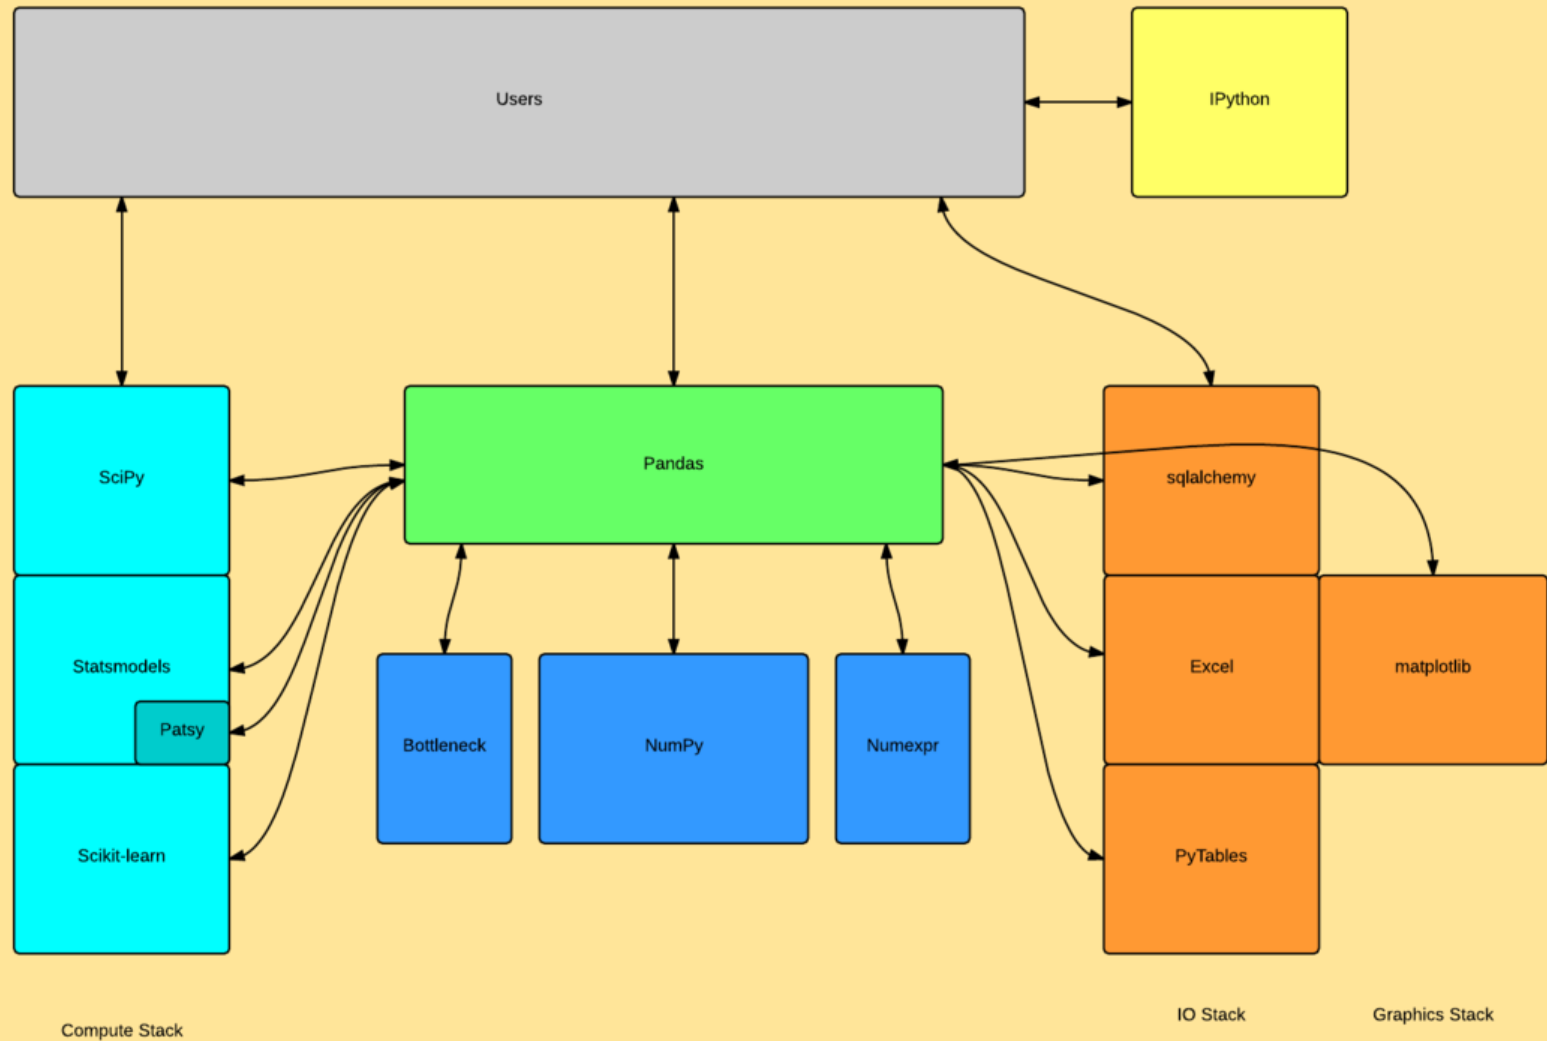 Users
IPython
SciPy
Pandas
sqlalchemy
Statsmodels
Excel
matplotlib
Patsy
Bottleneck
NumPy
Numexpr
Scikit-learn
PyTables
IO Stack
Graphics Stack
Compute Stack